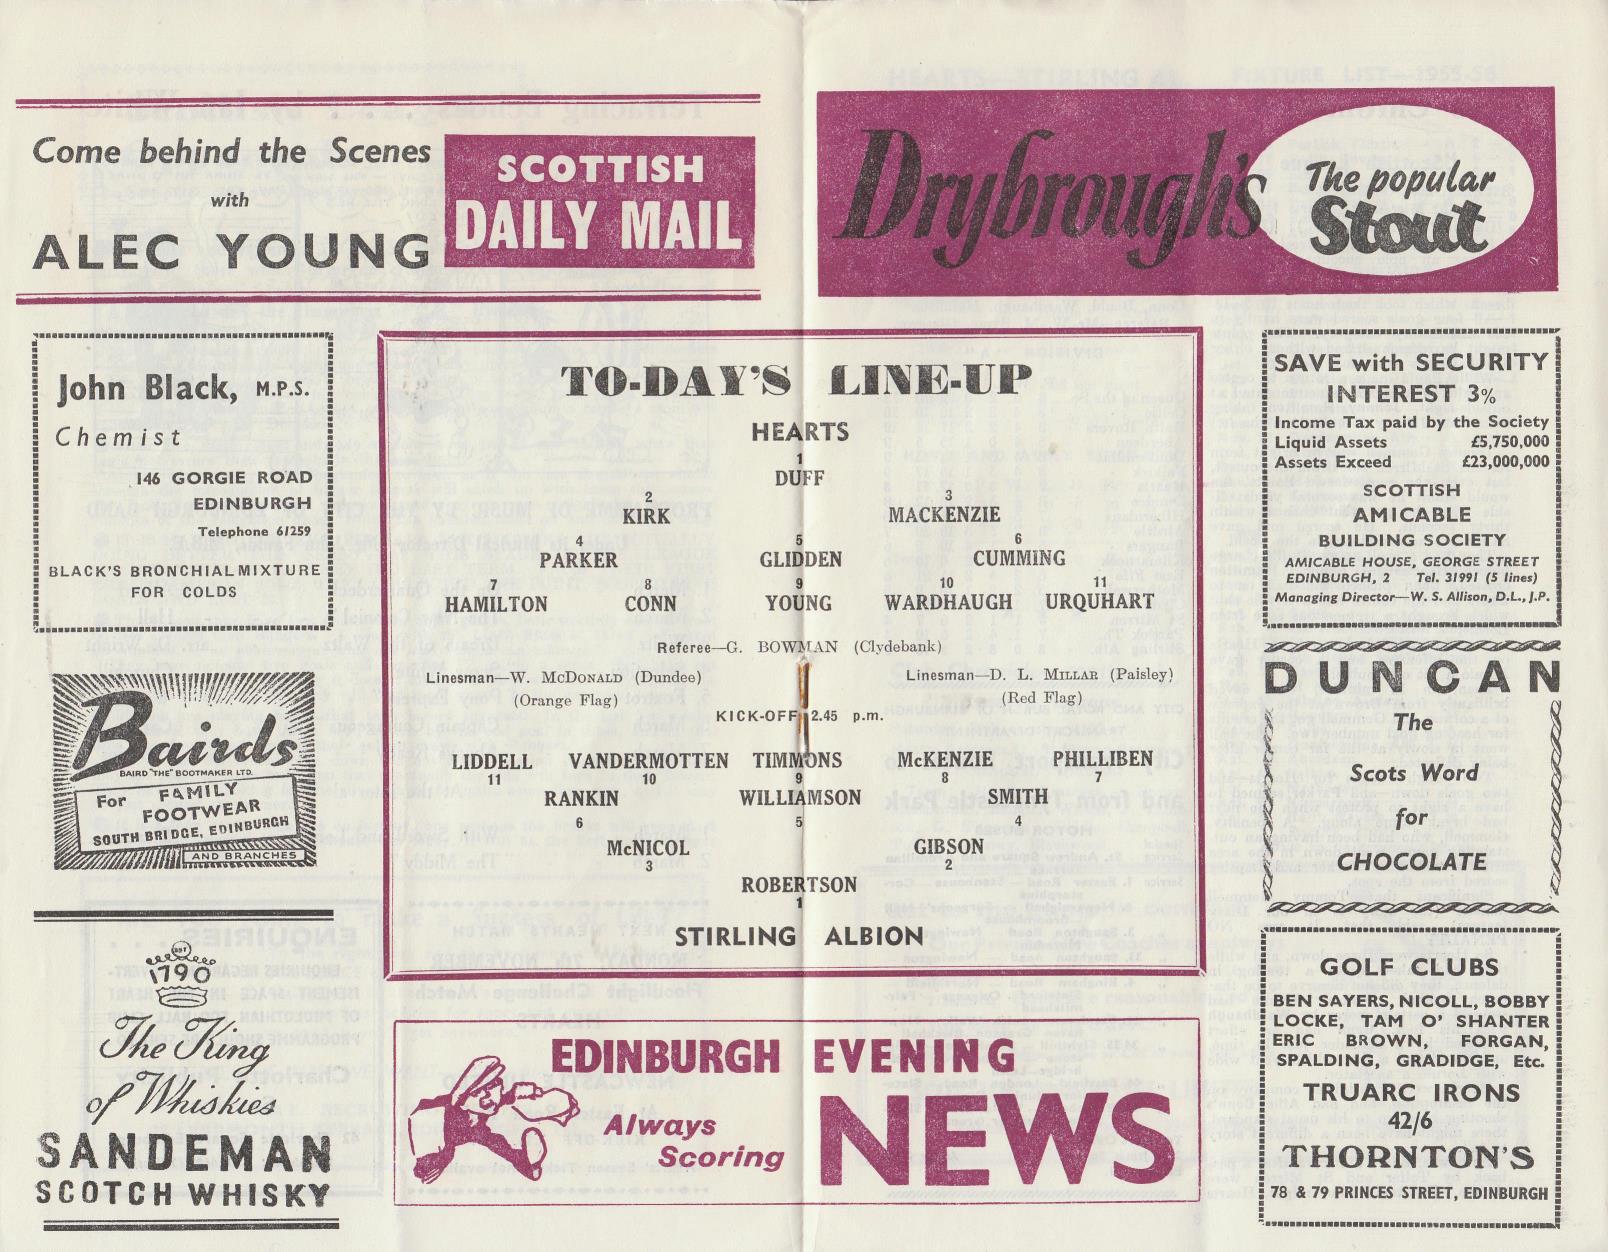 Come behind the Scenes
with
ALEC YOUNG
SCOTTISH
DAILY MAIL
Drybrough's
The popular
Stout
John Black, M.P.S.
Chemist
146 GORGIE ROAD
EDINBURGH
Telephone 61259
BLACK'S BRONCHIAL MIXTURE
FOR COLDS
Bairds
BAIRD "THE" BOOTMAKER LTD.
For FAMILY
FOOTWEAR
SOUTH BRIDGE, EDINBURGH
AND BRANCHES
EST
1790
The King
of Whiskies
SANDEMAN
SCOTCH WHISKY
TO-DAY'S LINE-UP
HEARTS
1
DUFF
2 3
KIRK MACKENZIE
4 5 6
PARKER GLIDDEN CUMMING
7 8 9 10 11
HAMILTON CONN YOUNG WARDHAUGH URQUHART
Referee—G. BOWMAN (Clydebank)
Linesman—W. McDONALD (Dundee) Linesman—D. L. MILLAR (Paisley)
(Orange Flag) (Red Flag)
KICK-OFF 2.45 p.m.
LIDDELL VANDERMOTTEN TIMMONS McKENZIE PHILLIBEN
11 10 9 8 7
RANKIN WILLIAMSON SMITH
6 5 4
McNICOL GIBSON
3 2
ROBERTSON
1
STIRLING ALBION
EDINBURGH EVENING
NEWS
Always
Scoring
SAVE with SECURITY
INTEREST 3%
Income Tax paid by the Society
Liquid Assets £5,750,000
Assets Exceed £23,000,000
SCOTTISH
AMICABLE
BUILDING SOCIETY
AMICABLE HOUSE, GEORGE STREET
EDINBURGH, 2 Tel. 31991 (5 lines)
Managing Director—W. S. Allison, D.L., J.P.
DUNCAN
The
Scots Word
for
CHOCOLATE
GOLF CLUBS
BEN SAYERS, NICOLL, BOBBY
LOCKE, TAM O' SHANTER
ERIC BROWN, FORGAN,
SPALDING, GRADIDGE, Etc.
TRUARC IRONS
42/6
THORNTON'S
78 & 79 PRINCES STREET, EDINBURGH